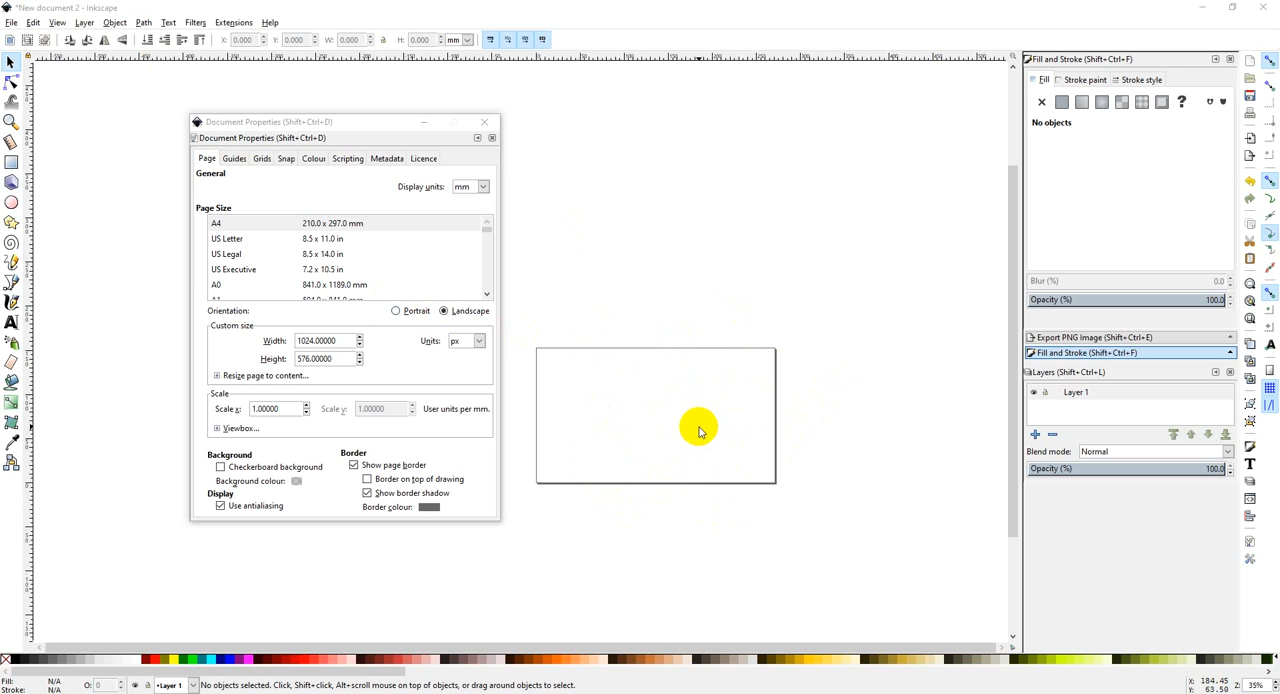 *New document 2 - Inkscape
File Edit View Layer Object Path Text Filters Extensions Help
X: 0.000 Y: 0.000 W: 0.000 H: 0.000 mm
Document Properties (Shift+Ctrl+D)
Document Properties (Shift+Ctrl+D)
Page Guides Grids Snap Colour Scripting Metadata Licence
General
Display units: mm
Page Size
A4 210.0 x 297.0 mm
US Letter 8.5 x 11.0 in
US Legal 8.5 x 14.0 in
US Executive 7.2 x 10.5 in
A0 841.0 x 1189.0 mm
Orientation: Portrait Landscape
Custom size
Width: 1024.00000 Units: px
Height: 576.00000
Resize page to content...
Scale
Scale x: 1.00000 Scale y: 1.00000 User units per mm.
Viewbox...
Background
Checkerboard background
Background colour:
Display
Use antialiasing
Border
Show page border
Border on top of drawing
Show border shadow
Border colour:
Fill and Stroke (Shift+Ctrl+F)
Fill Stroke paint Stroke style
No objects
Blur (%) 0.0
Opacity (%) 100.0
Export PNG Image (Shift+Ctrl+E)
Fill and Stroke (Shift+Ctrl+F)
Layers (Shift+Ctrl+L)
Layer 1
Blend mode: Normal
Opacity (%) 100.0
Fill: N/A
Stroke: N/A
O: 0
Layer 1
No objects selected. Click, Shift+click, Alt+scroll mouse on top of objects, or drag around objects to select.
X: 184.45
Y: 63.50
Z: 35%